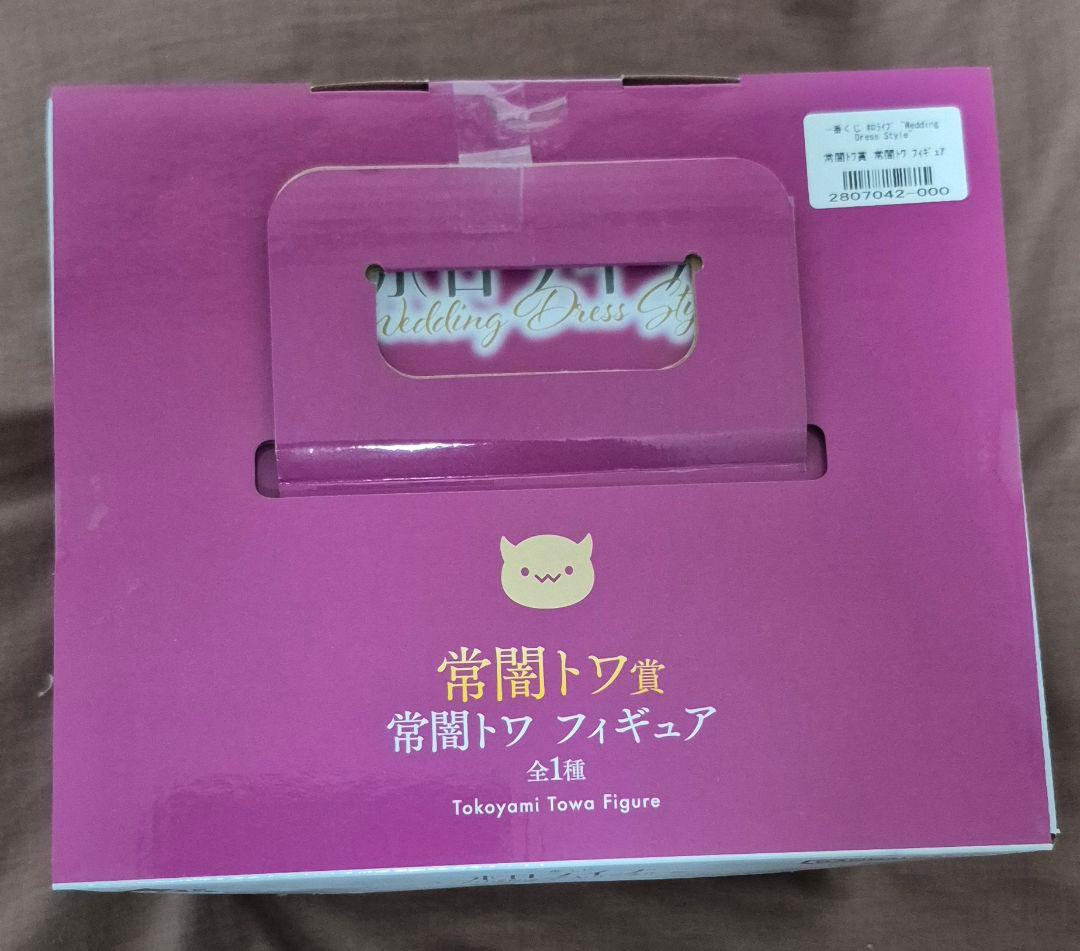 一番くじ ホロライブ "Wedding
Dress Style"
常闇トワ賞 常闇トワ フィギュア
2807042-000
Wedding Dress Sty
常闇トワ賞
常闇トワ フィギュア
全1種
Tokoyami Towa Figure